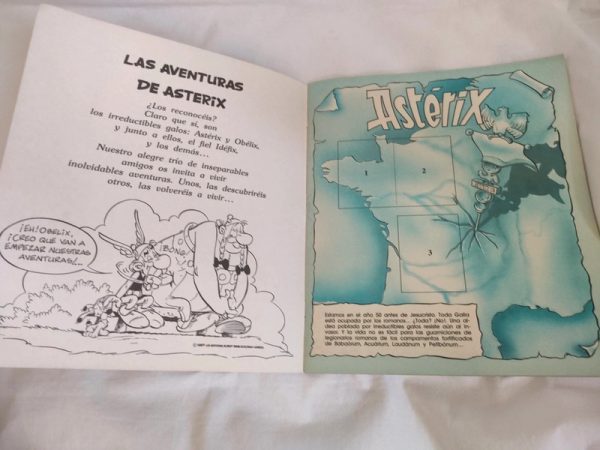 LAS AVENTURAS
DE ASTERIX
¿Los reconocéis?
Claro que sí, son
los irreductibles galos: Astérix y Obélix,
y junto a ellos, el fiel Idéfix,
y los demás...
Nuestro alegre trío de inseparables
amigos os invita a vivir
inolvidables aventuras. Unos, las descubriréis
otros, las volveréis a vivir...
¡EH! OBELIX,
¡CREO QUE VAN A
EMPEZAR NUESTRAS
AVENTURAS!...
¡BONG!
Astérix
1
2
3
Estamos en el año 50 antes de Jesucristo. Toda Galia
está ocupada por los romanos... ¿Toda? ¡No!. Una al-
dea poblada por irreductibles galos resiste aún al in-
vasor. Y la vida no es fácil para las guarniciones de
legionarios romanos de los campamentos fortificados
de Babaórum, Acuárium, Laudánum y Petibónum...